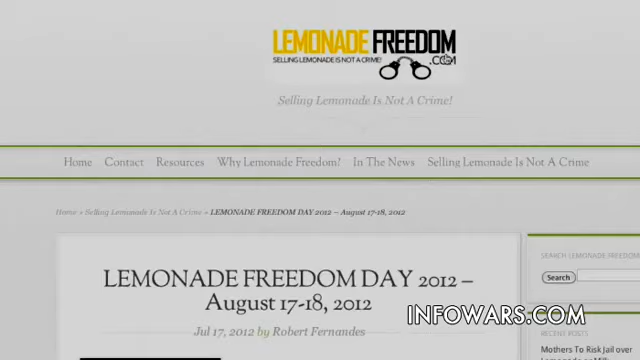 LEMONADE FREEDOM
SELLING LEMONADE IS NOT A CRIME!
.COM
Selling Lemonade Is Not A Crime!
Home Contact Resources Why Lemonade Freedom? In The News Selling Lemonade Is Not A Crime
Home » Selling Lemonade Is Not A Crime » LEMONADE FREEDOM DAY 2012 – August 17-18, 2012
LEMONADE FREEDOM DAY 2012 –
August 17-18, 2012
Jul 17, 2012 by Robert Fernandes
SEARCH LEMONADE FREEDOM
Search
INFOWARS.COM
RECENT POSTS
Mothers To Risk Jail over